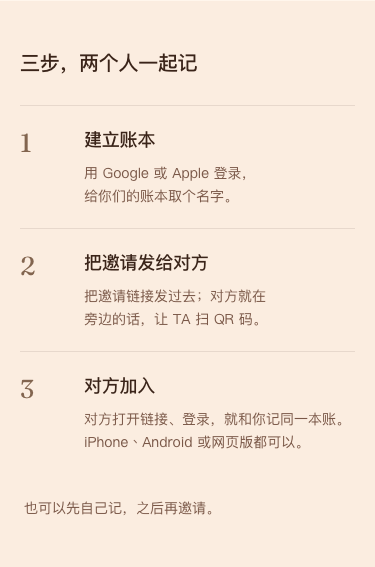 三步，两个人一起记
1
建立账本
用 Google 或 Apple 登录，
给你们的账本取个名字。
2
把邀请发给对方
把邀请链接发过去；对方就在
旁边的话，让 TA 扫 QR 码。
3
对方加入
对方打开链接、登录，就和你记同一本账。
iPhone、Android 或网页版都可以。
也可以先自己记，之后再邀请。